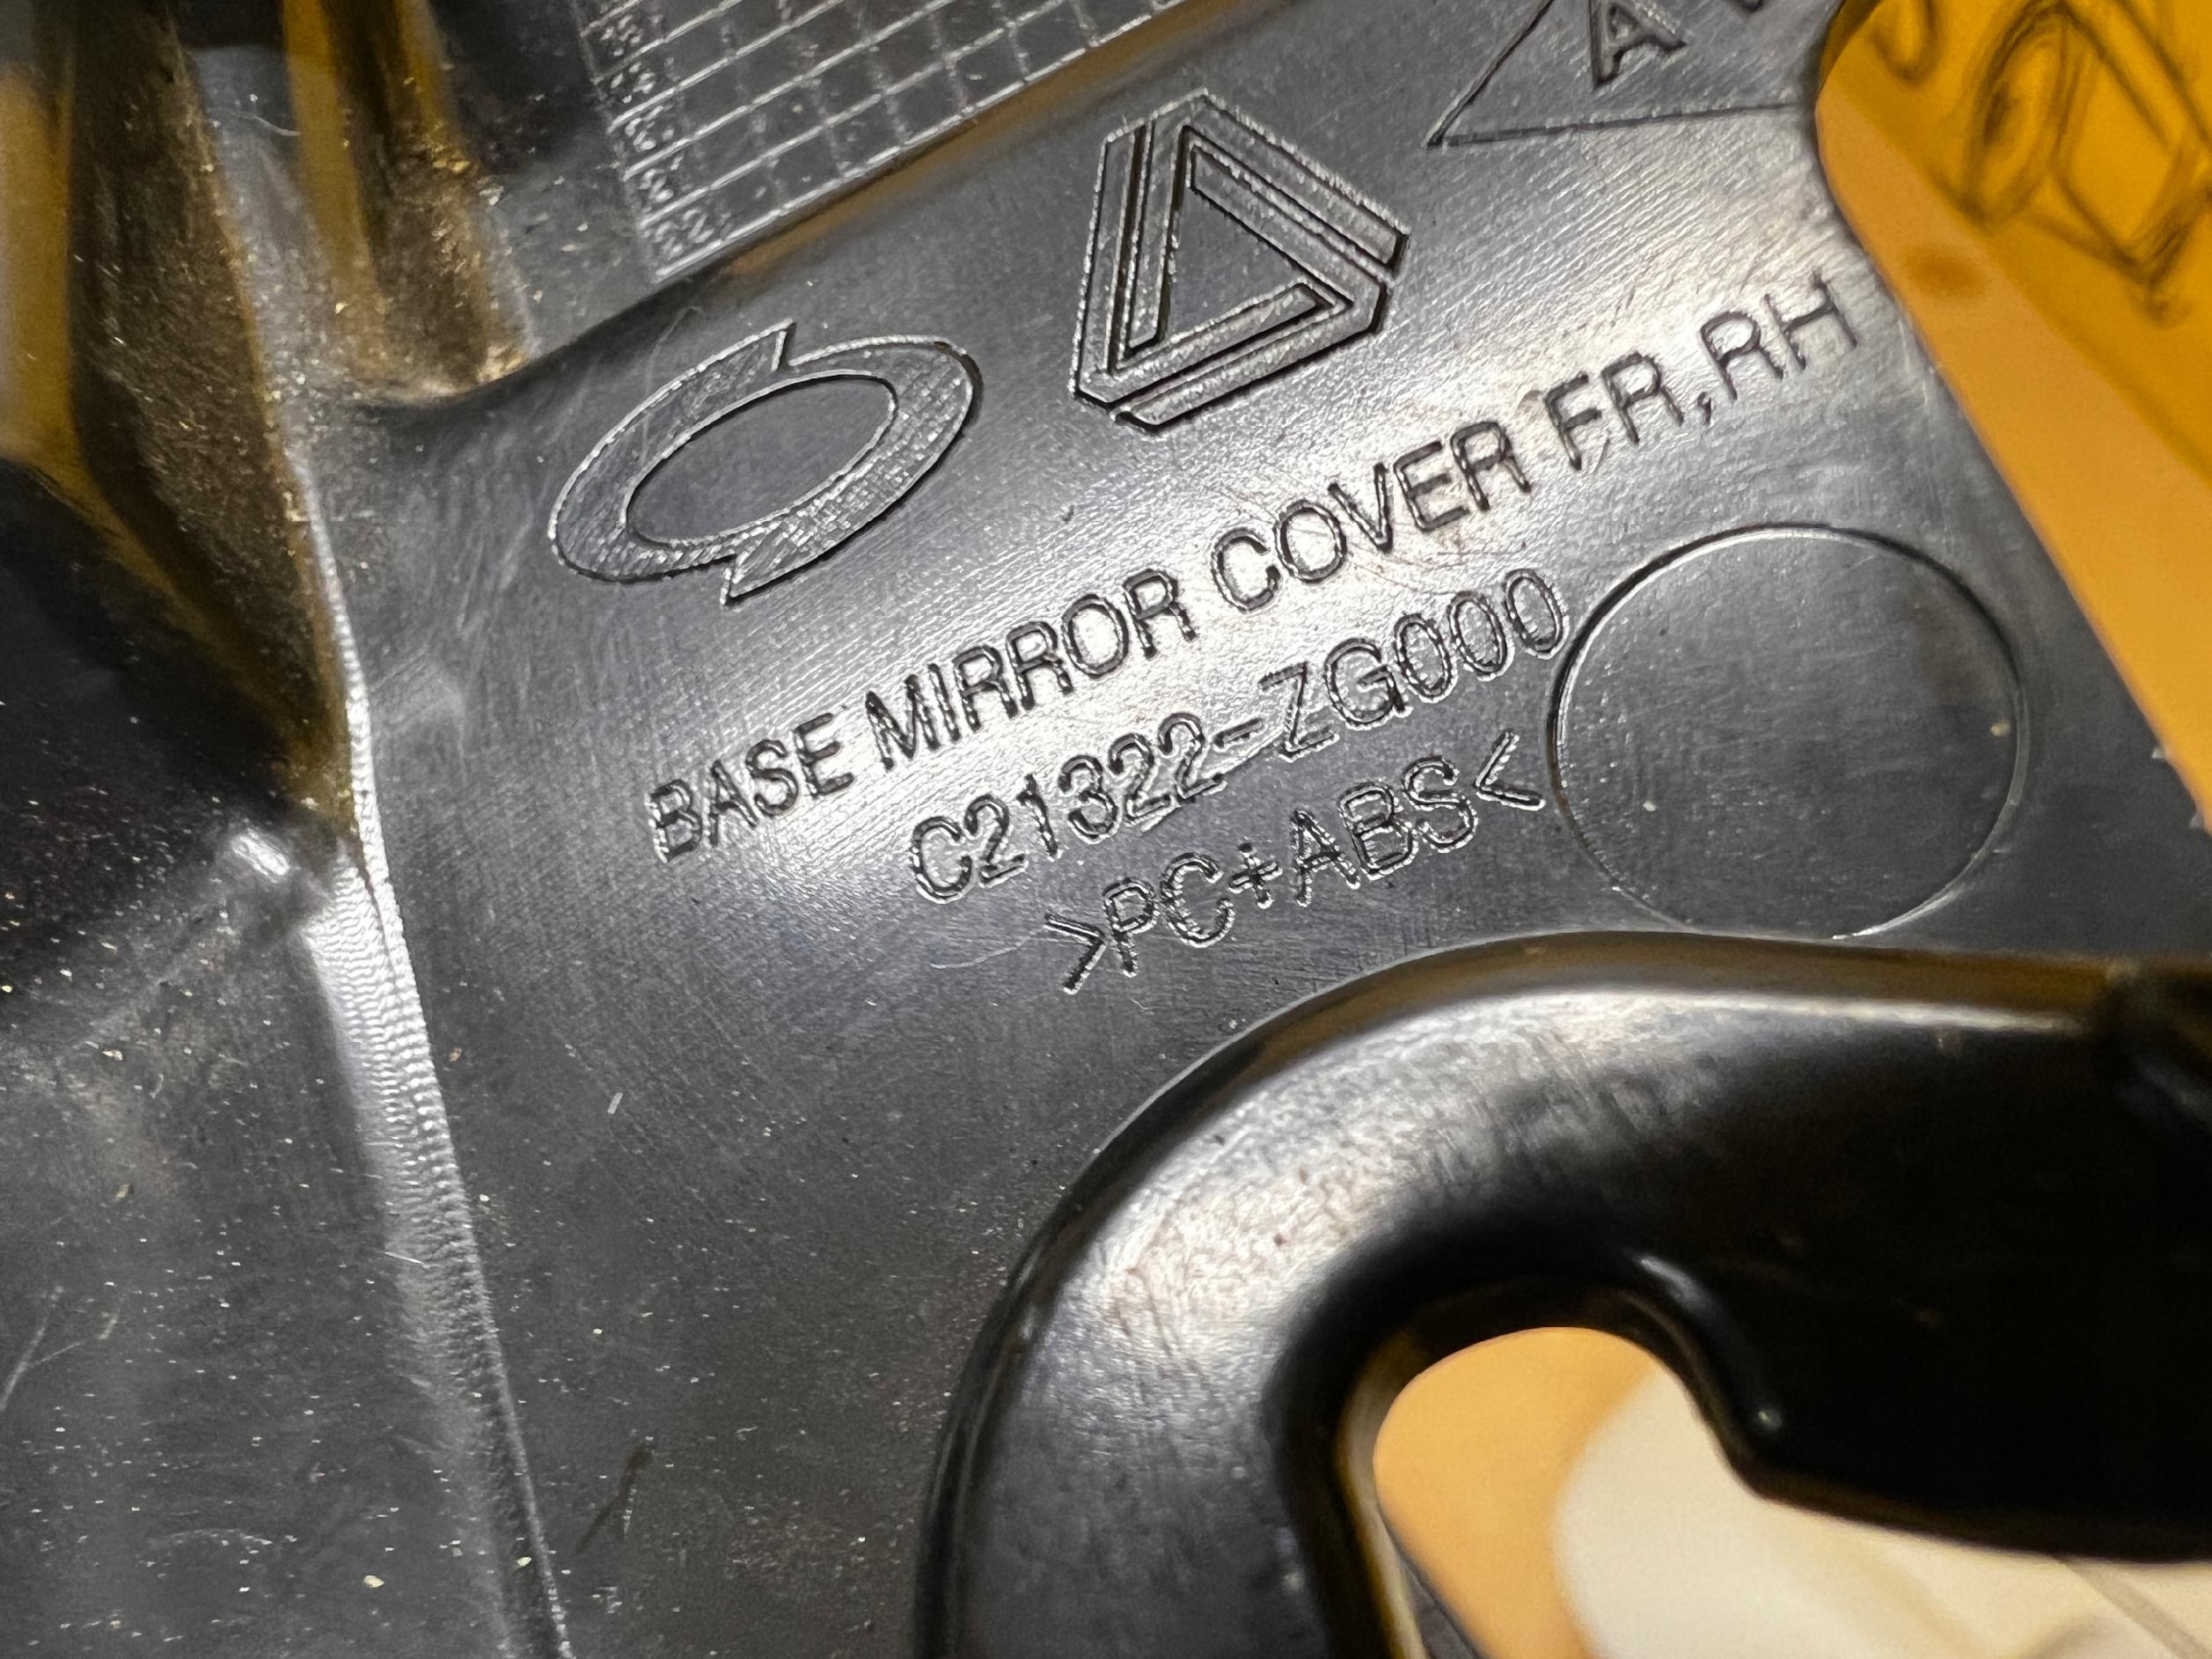 BASE MIRROR COVER FR,RH
C21322-ZG000
>PC+ABS<